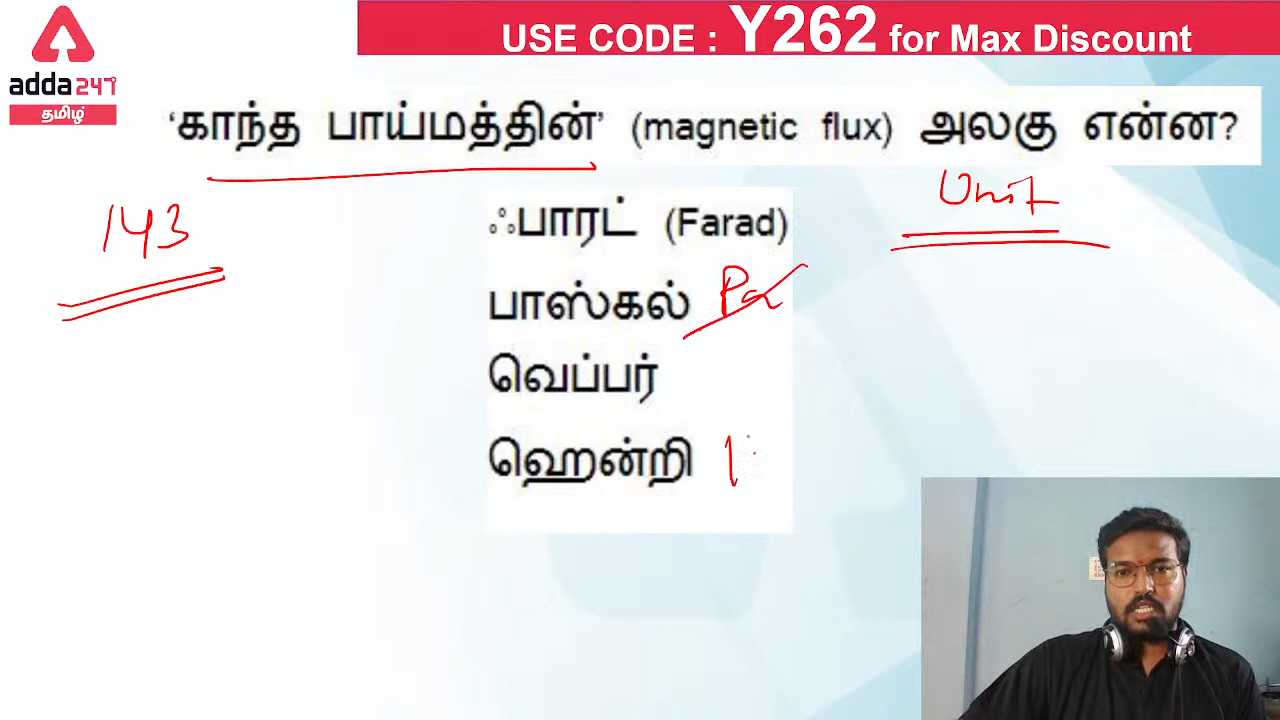 USE CODE : Y262 for Max Discount
adda247
தமிழ்
‘காந்த பாய்மத்தின்’ (magnetic flux) அலகு என்ன?
Unit
143
ஃபாரட் (Farad)
பாஸ்கல் Pa
வெப்பர்
ஹென்றி